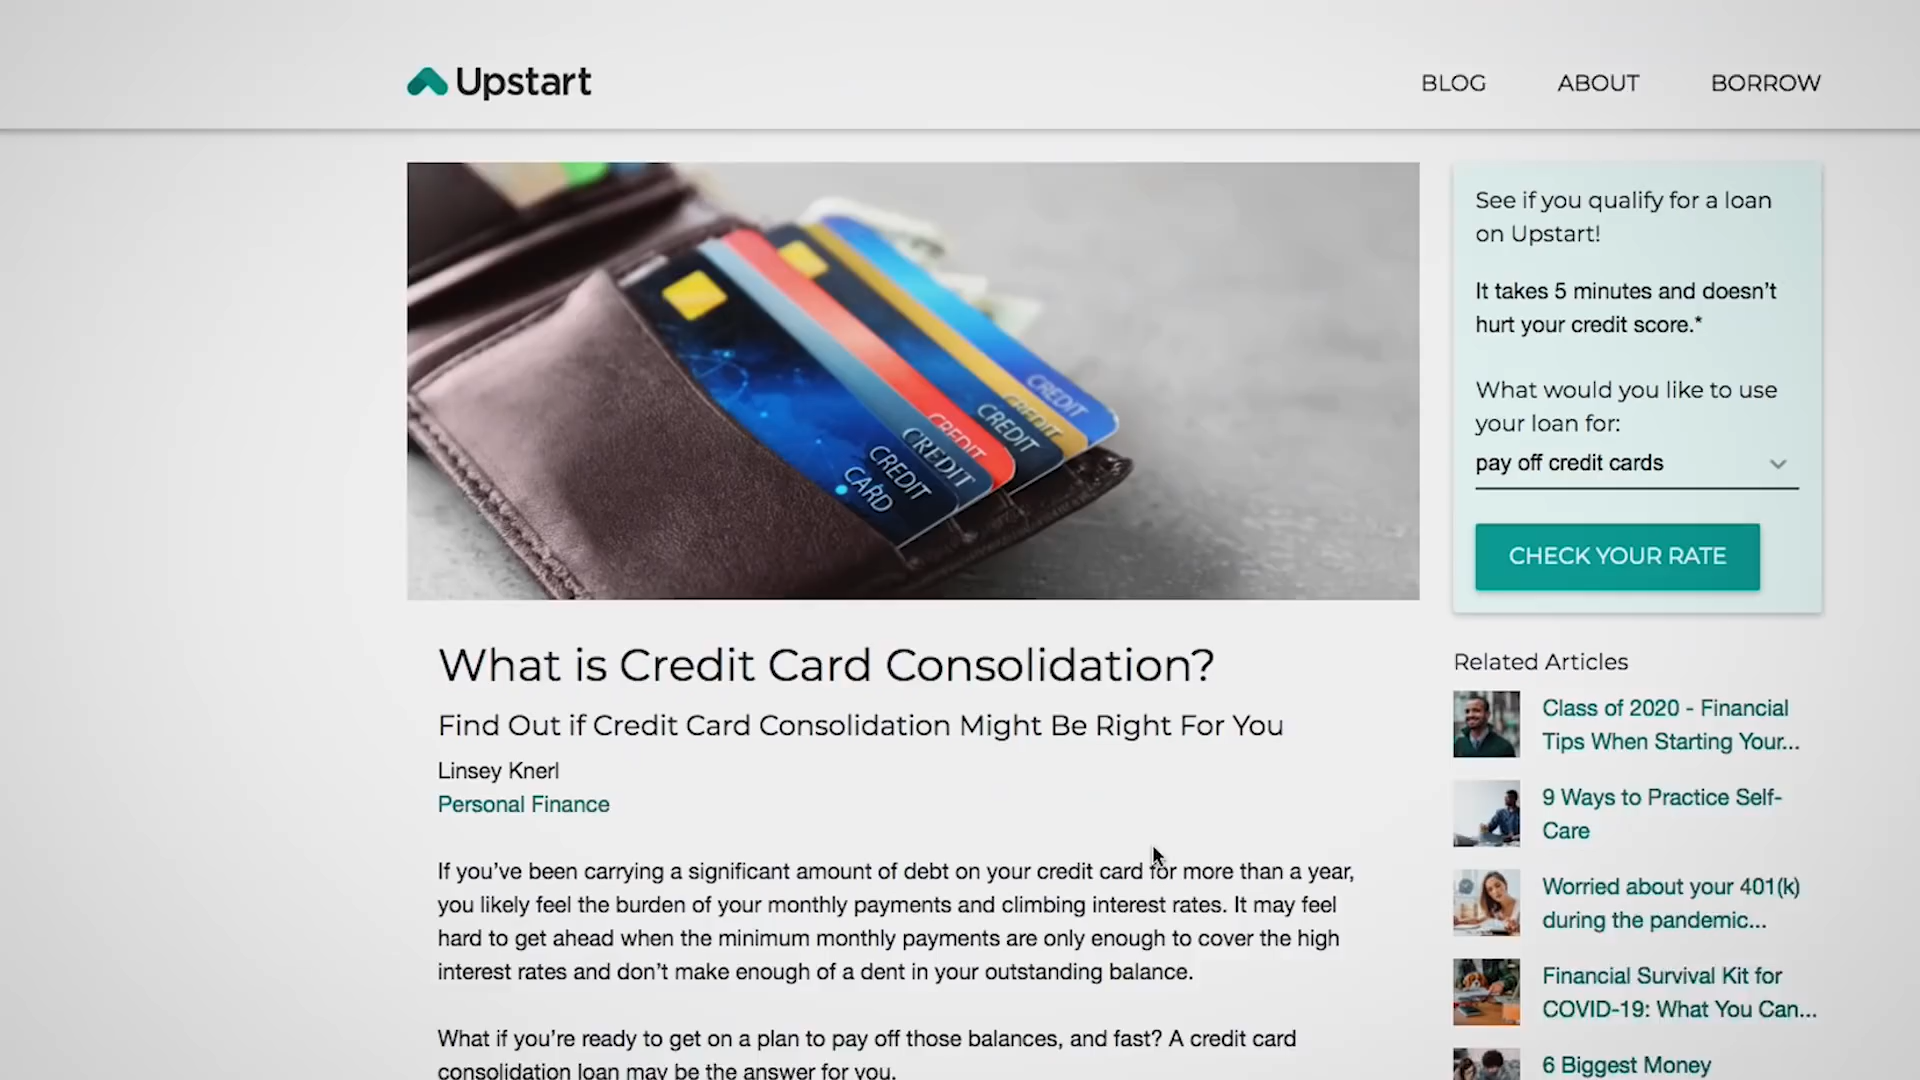 Upstart
BLOG
ABOUT
BORROW
CREDIT
CREDIT
CREDIT
CREDIT
CREDIT
CREDIT
CARD
See if you qualify for a loan
on Upstart!
It takes 5 minutes and doesn't
hurt your credit score.*
What would you like to use
your loan for:
pay off credit cards
CHECK YOUR RATE
What is Credit Card Consolidation?
Find Out if Credit Card Consolidation Might Be Right For You
Linsey Knerl
Personal Finance
If you've been carrying a significant amount of debt on your credit card for more than a year,
you likely feel the burden of your monthly payments and climbing interest rates. It may feel
hard to get ahead when the minimum monthly payments are only enough to cover the high
interest rates and don't make enough of a dent in your outstanding balance.
What if you're ready to get on a plan to pay off those balances, and fast? A credit card
consolidation loan may be the answer for you.
Related Articles
Class of 2020 - Financial
Tips When Starting Your...
9 Ways to Practice Self-
Care
Worried about your 401(k)
during the pandemic...
Financial Survival Kit for
COVID-19: What You Can...
6 Biggest Money